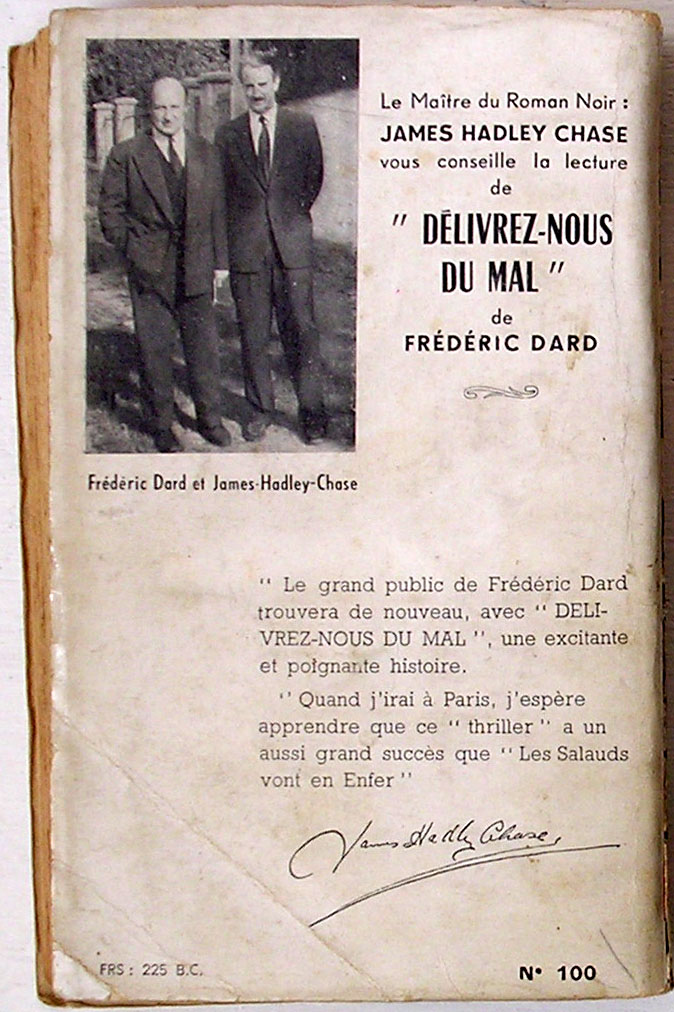 Le Maître du Roman Noir :
JAMES HADLEY CHASE
vous conseille la lecture
de
" DÉLIVREZ-NOUS
DU MAL "
de
FRÉDÉRIC DARD
Frédéric Dard et James-Hadley-Chase
" Le grand public de Frédéric Dard
trouvera de nouveau, avec " DELI-
VREZ-NOUS DU MAL ", une excitante
et poignante histoire.
" Quand j'irai à Paris, j'espère
apprendre que ce " thriller " a un
aussi grand succès que " Les Salauds
vont en Enfer "
James Hadley Chase
FRS : 225 B.C.
N° 100